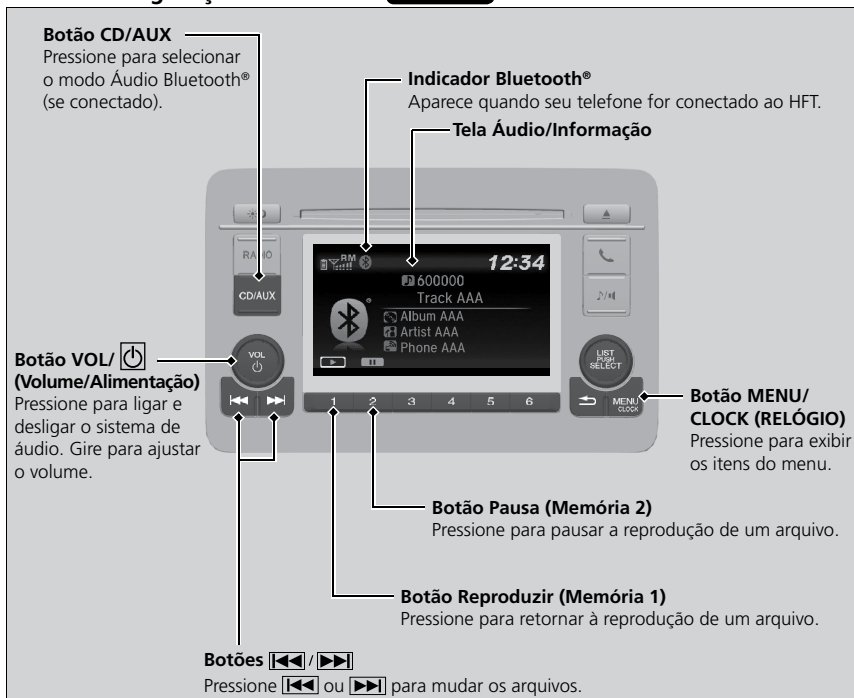 Botão CD/AUX
Pressione para selecionar
o modo Áudio Bluetooth®
(se conectado).
Indicador Bluetooth®
Aparece quando seu telefone for conectado ao HFT.
Tela Áudio/Informação
RADIO
CD/AUX
RM
12:34
600000
Track AAA
Album AAA
Artist AAA
Phone AAA
VOL
LIST
PUSH
SELECT
1 2 3 4 5 6
MENU
CLOCK
Botão VOL/
(Volume/Alimentação)
Pressione para ligar e
desligar o sistema de
áudio. Gire para ajustar
o volume.
Botão MENU/
CLOCK (RELÓGIO)
Pressione para exibir
os itens do menu.
Botão Pausa (Memória 2)
Pressione para pausar a reprodução de um arquivo.
Botão Reproduzir (Memória 1)
Pressione para retornar à reprodução de um arquivo.
Botões /
Pressione ou para mudar os arquivos.